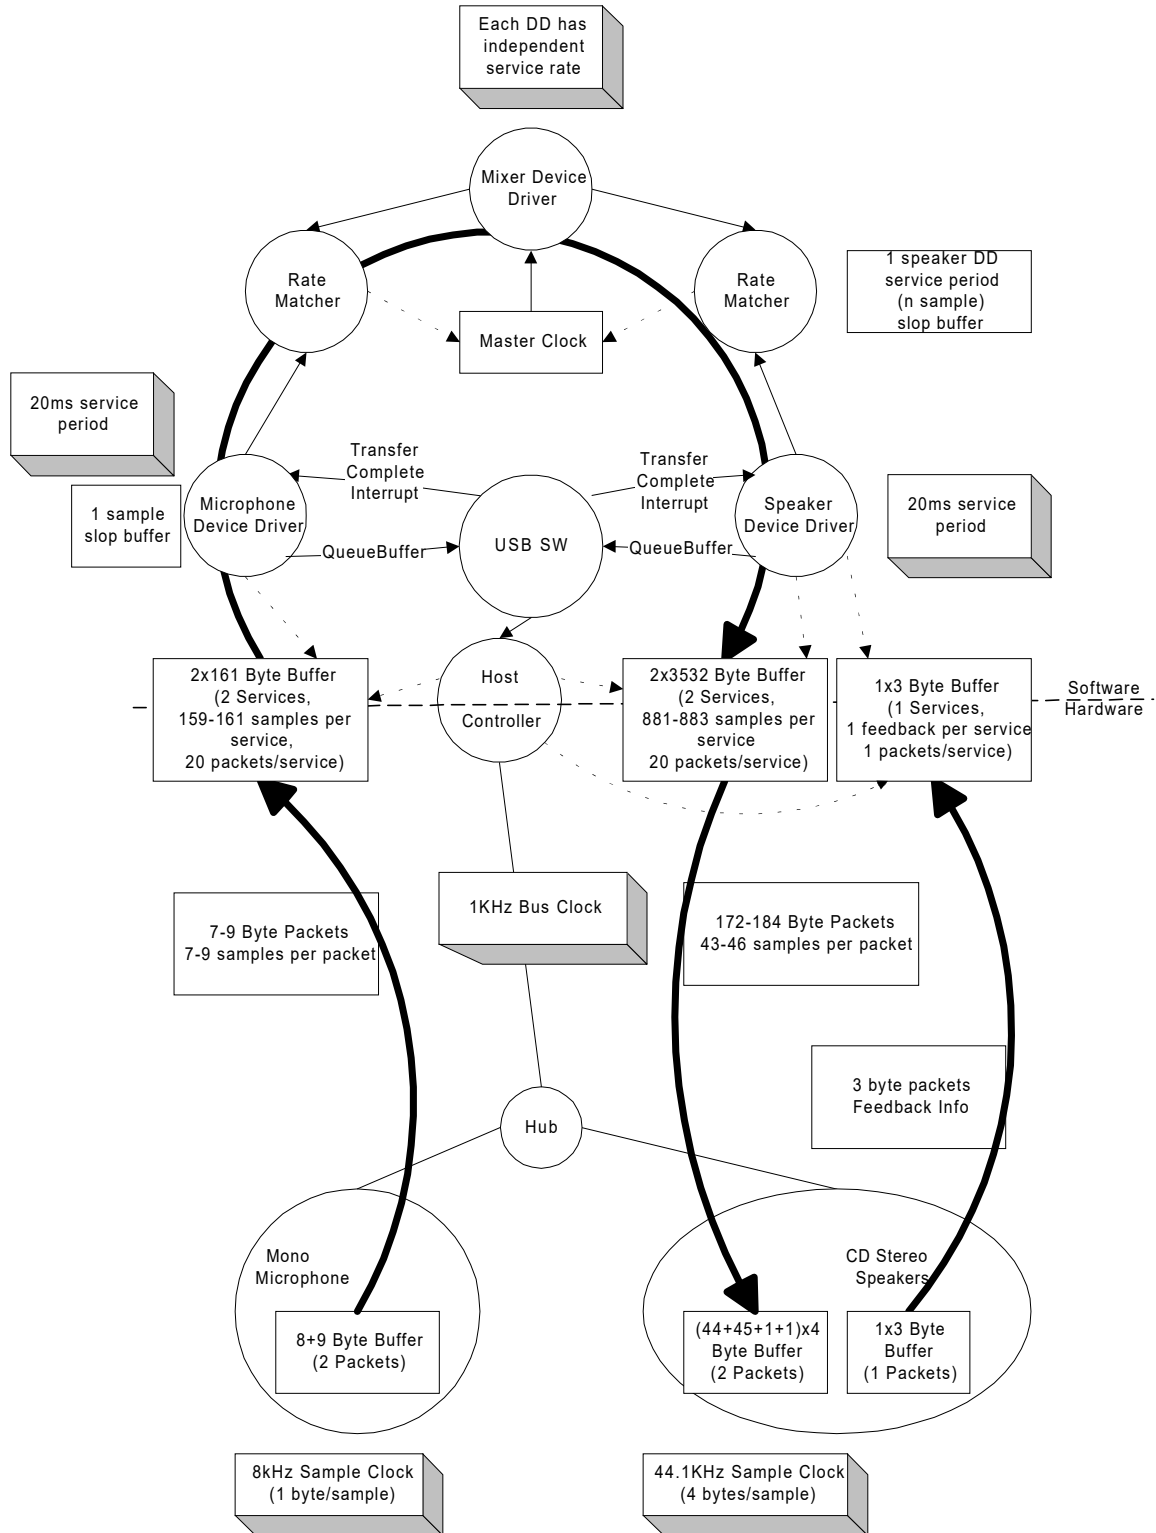 Each DD has
independent
service rate
Mixer Device
Driver
Rate
Matcher
Rate
Matcher
1 speaker DD
service period
(n sample)
slop buffer
Master Clock
20ms service
period
Transfer
Complete
Interrupt
Transfer
Complete
Interrupt
1 sample
slop buffer
Microphone
Device Driver
Speaker
Device Driver
20ms service
period
QueueBuffer
USB SW
QueueBuffer
2x161 Byte Buffer
(2 Services,
159-161 samples per
service,
20 packets/service)
Host
Controller
2x3532 Byte Buffer
(2 Services,
881-883 samples per
service
20 packets/service)
1x3 Byte Buffer
(1 Services,
1 feedback per service
1 packets/service)
Software
Hardware
7-9 Byte Packets
7-9 samples per packet
1KHz Bus Clock
172-184 Byte Packets
43-46 samples per packet
3 byte packets
Feedback Info
Hub
Mono
Microphone
CD Stereo
Speakers
8+9 Byte Buffer
(2 Packets)
(44+45+1+1)x4
Byte Buffer
(2 Packets)
1x3 Byte
Buffer
(1 Packets)
8kHz Sample Clock
(1 byte/sample)
44.1KHz Sample Clock
(4 bytes/sample)